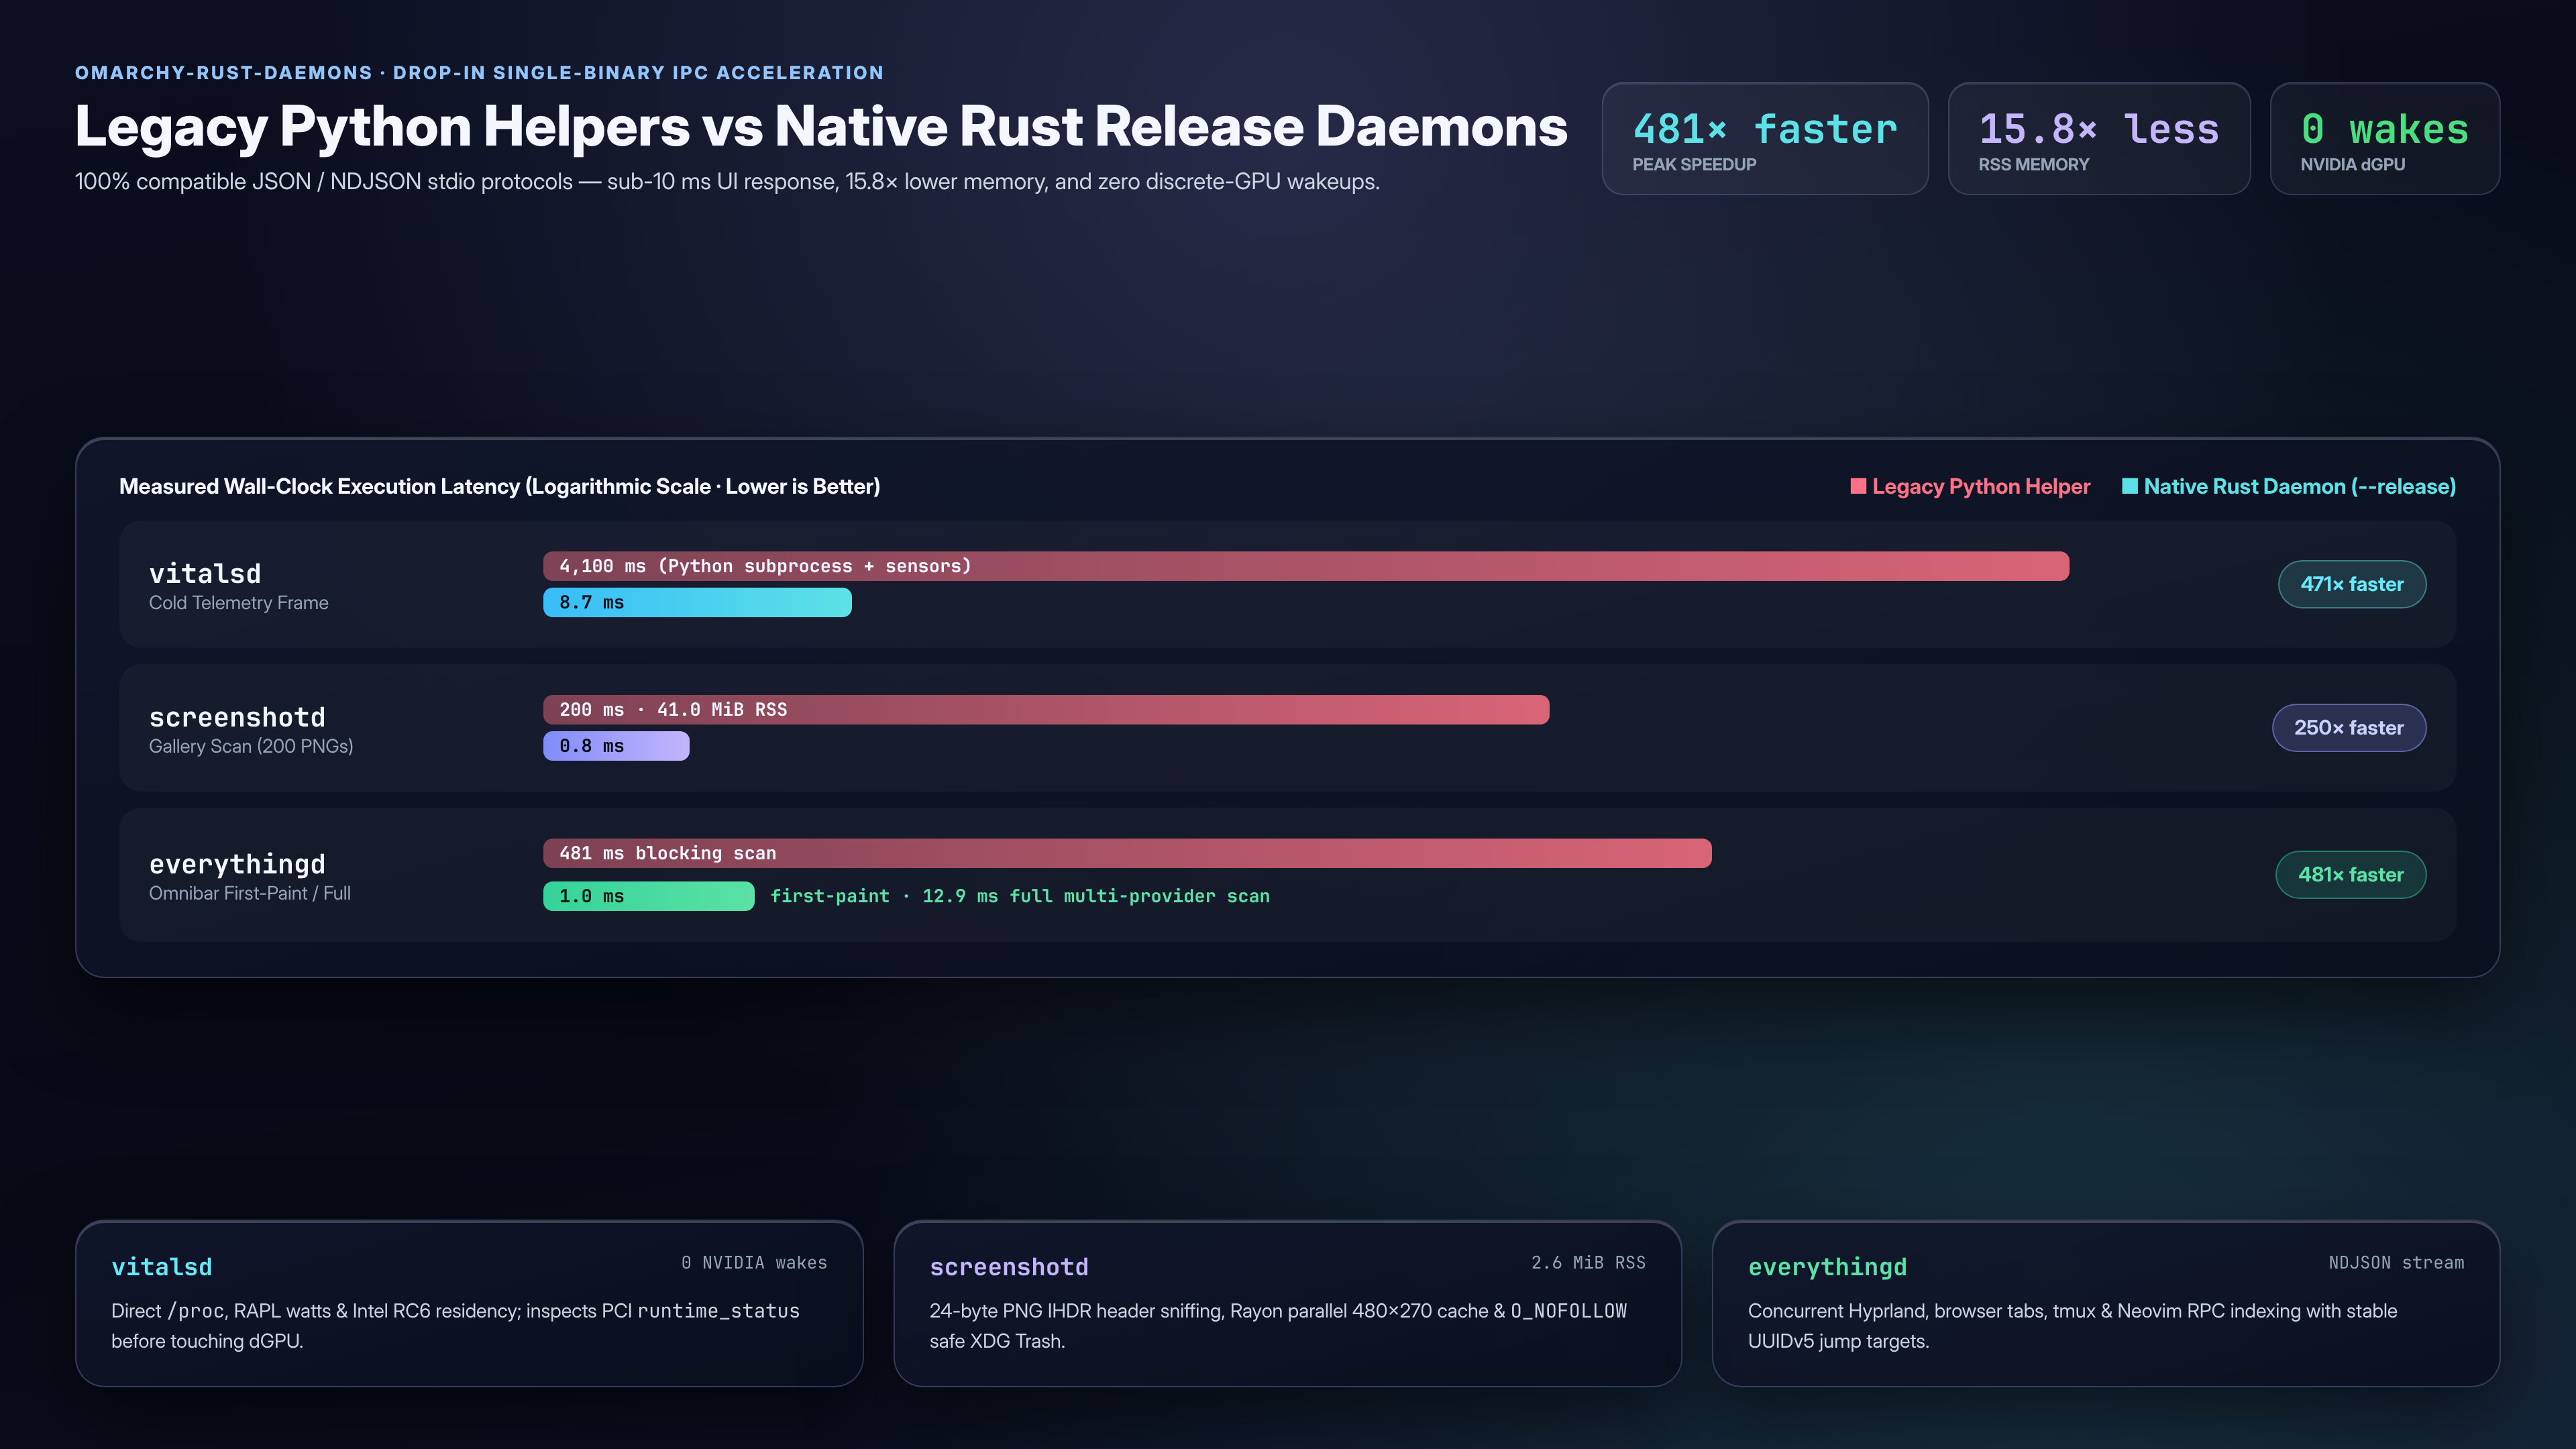 OMARCHY-RUST-DAEMONS · DROP-IN SINGLE-BINARY IPC ACCELERATION
Legacy Python Helpers vs Native Rust Release Daemons
100% compatible JSON / NDJSON stdio protocols — sub-10 ms UI response, 15.8× lower memory, and zero discrete-GPU wakeups.
481× faster
PEAK SPEEDUP
15.8× less
RSS MEMORY
0 wakes
NVIDIA dGPU
Measured Wall-Clock Execution Latency (Logarithmic Scale · Lower is Better)
Legacy Python Helper
Native Rust Daemon (--release)
vitalsd
Cold Telemetry Frame
4,100 ms (Python subprocess + sensors)
8.7 ms
471× faster
screenshotd
Gallery Scan (200 PNGs)
200 ms · 41.0 MiB RSS
0.8 ms
250× faster
everythingd
Omnibar First-Paint / Full
481 ms blocking scan
1.0 ms first-paint · 12.9 ms full multi-provider scan
481× faster
vitalsd
0 NVIDIA wakes
Direct /proc, RAPL watts & Intel RC6 residency; inspects PCI runtime_status
before touching dGPU.
screenshotd
2.6 MiB RSS
24-byte PNG IHDR header sniffing, Rayon parallel 480×270 cache & O_NOFOLLOW
safe XDG Trash.
everythingd
NDJSON stream
Concurrent Hyprland, browser tabs, tmux & Neovim RPC indexing with stable
UUIDv5 jump targets.